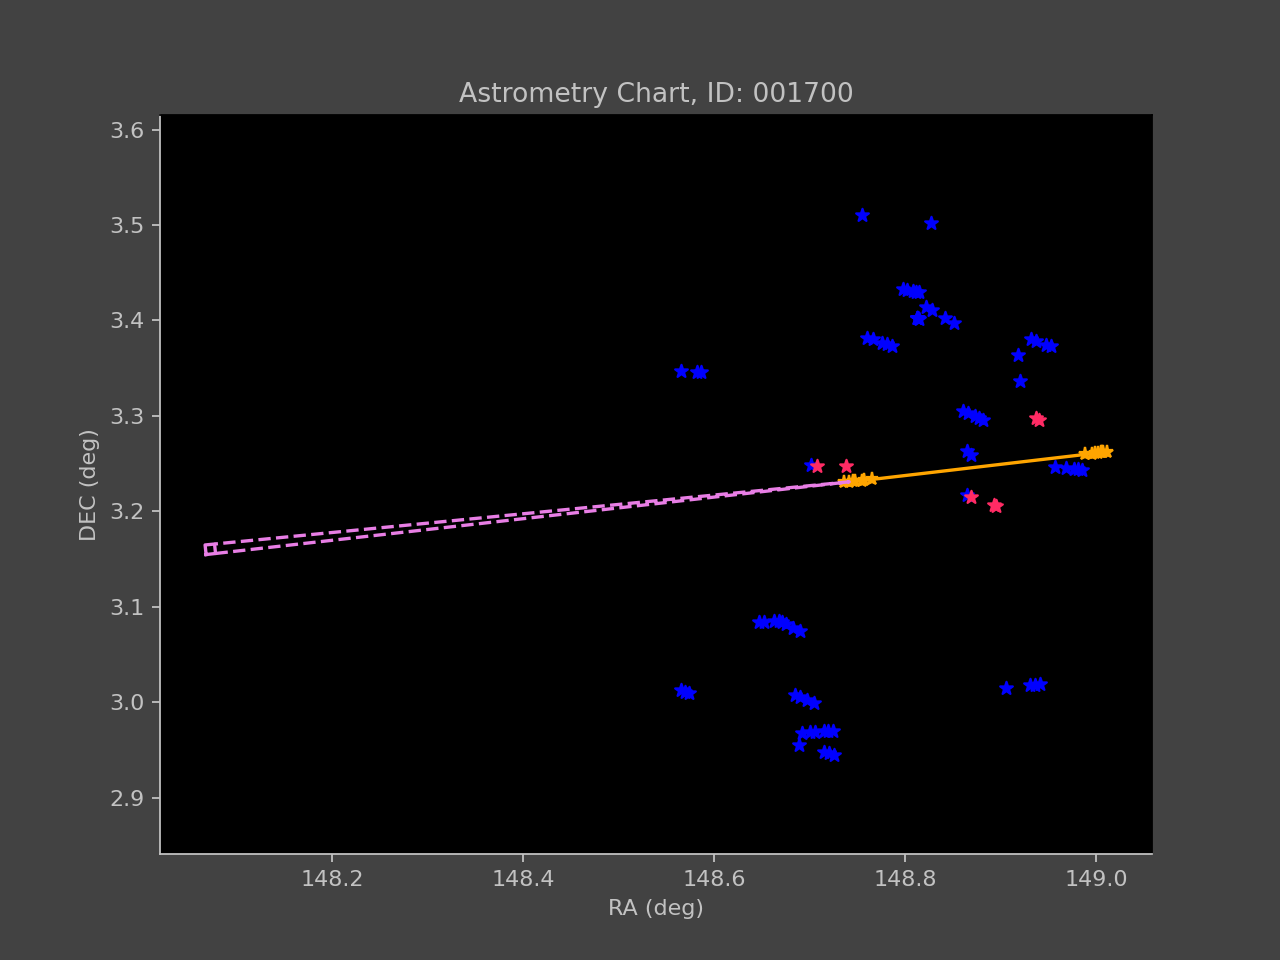 Astrometry Chart, ID: 001700
3.6
3.5
3.4
3.3
3.2
3.1
3.0
2.9
DEC (deg)
148.2 148.4 148.6 148.8 149.0
RA (deg)